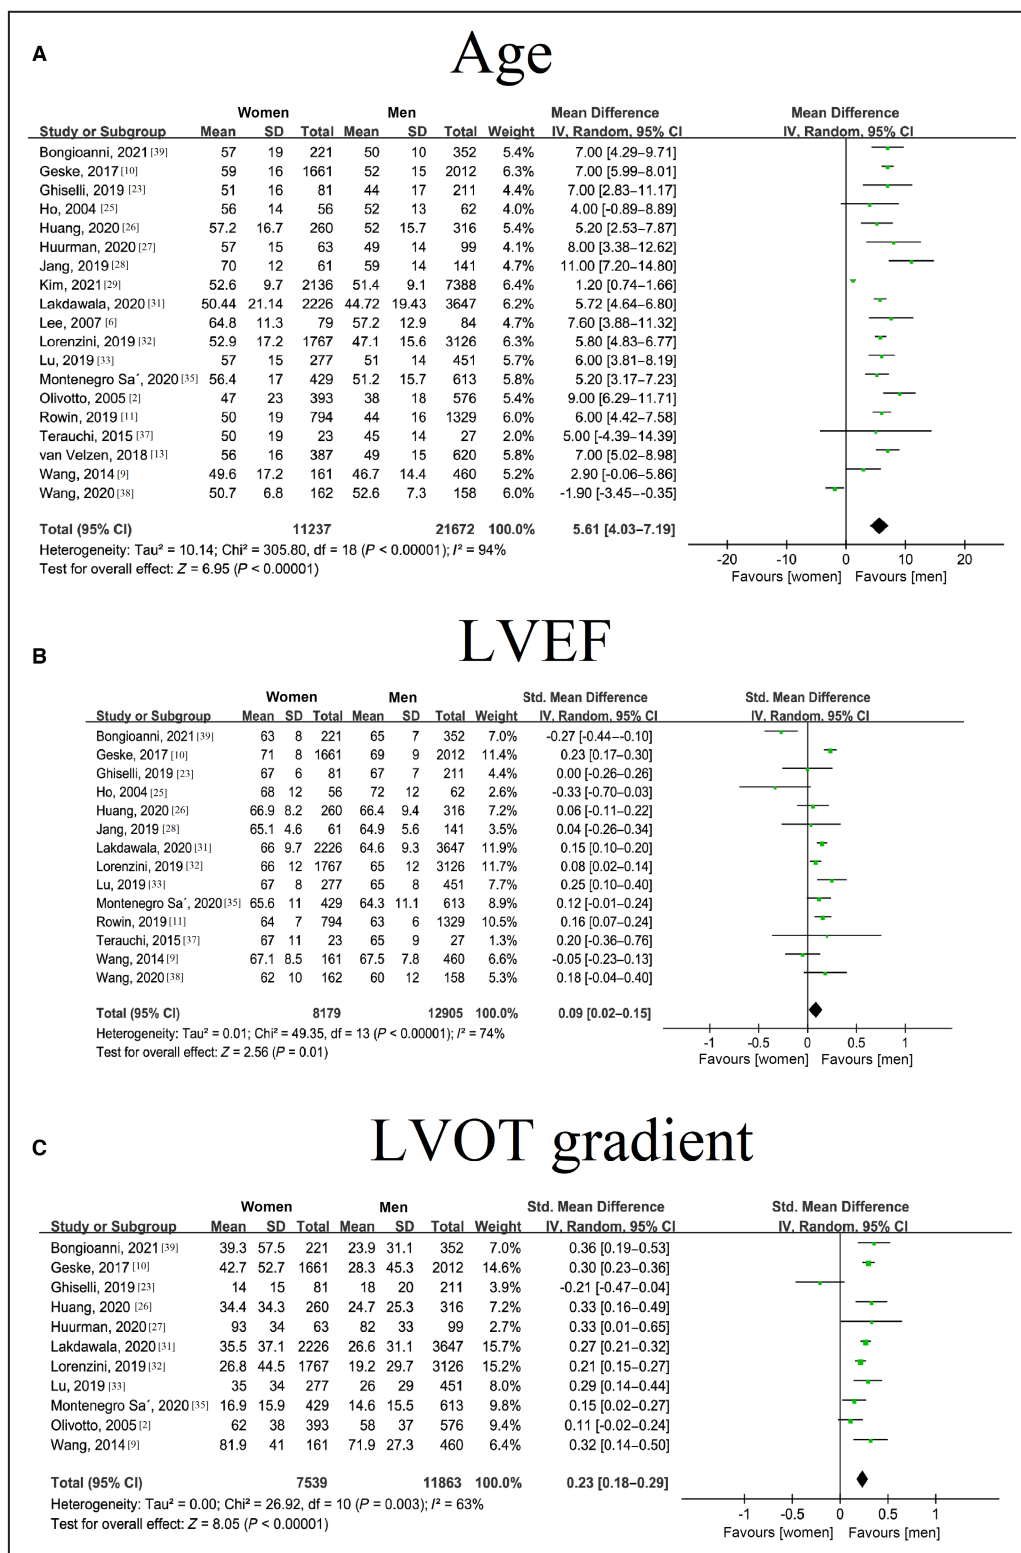 A
Age
Women Men Mean Difference Mean Difference
Study or Subgroup Mean SD Total Mean SD Total Weight IV, Random, 95% CI IV, Random, 95% CI
Bongioanni, 2021 [39] 57 19 221 50 10 352 5.4% 7.00 [4.29–9.71]
Geske, 2017 [10] 59 16 1661 52 15 2012 6.3% 7.00 [5.99–8.01]
Ghiselli, 2019 [23] 51 16 81 44 17 211 4.4% 7.00 [2.83–11.17]
Ho, 2004 [25] 56 14 56 52 13 62 4.0% 4.00 [-0.89–8.89]
Huang, 2020 [26] 57.2 16.7 260 52 15.7 316 5.5% 5.20 [2.53–7.87]
Huurman, 2020 [27] 57 15 63 49 14 99 4.1% 8.00 [3.38–12.62]
Jang, 2019 [28] 70 12 61 59 14 141 4.7% 11.00 [7.20–14.80]
Kim, 2021 [29] 52.6 9.7 2136 51.4 9.1 7388 6.4% 1.20 [0.74–1.66]
Lakdawala, 2020 [31] 50.44 21.14 2226 44.72 19.43 3647 6.2% 5.72 [4.64–6.80]
Lee, 2007 [6] 64.8 11.3 79 57.2 12.9 84 4.7% 7.60 [3.88–11.32]
Lorenzini, 2019 [32] 52.9 17.2 1767 47.1 15.6 3126 6.3% 5.80 [4.83–6.77]
Lu, 2019 [33] 57 15 277 51 14 451 5.7% 6.00 [3.81–8.19]
Montenegro Sa´, 2020 [35] 56.4 17 429 51.2 15.7 613 5.8% 5.20 [3.17–7.23]
Olivotto, 2005 [2] 47 23 393 38 18 576 5.4% 9.00 [6.29–11.71]
Rowin, 2019 [11] 50 19 794 44 16 1329 6.0% 6.00 [4.42–7.58]
Terauchi, 2015 [37] 50 19 23 45 14 27 2.0% 5.00 [-4.39–14.39]
van Velzen, 2018 [13] 56 16 387 49 15 620 5.8% 7.00 [5.02–8.98]
Wang, 2014 [9] 49.6 17.2 161 46.7 14.4 460 5.2% 2.90 [-0.06–5.86]
Wang, 2020 [38] 50.7 6.8 162 52.6 7.3 158 6.0% -1.90 [-3.45–-0.35]
Total (95% CI) 11237 21672 100.0% 5.61 [4.03–7.19]
Heterogeneity: Tau² = 10.14; Chi² = 305.80, df = 18 (P < 0.00001); I² = 94%
Test for overall effect: Z = 6.95 (P < 0.00001)
-20 -10 0 10 20
Favours [women] Favours [men]
B
LVEF
Women Men Std. Mean Difference Std. Mean Difference
Study or Subgroup Mean SD Total Mean SD Total Weight IV, Random, 95% CI IV, Random, 95% CI
Bongioanni, 2021 [39] 63 8 221 65 7 352 7.0% -0.27 [-0.44–-0.10]
Geske, 2017 [10] 71 8 1661 69 9 2012 11.4% 0.23 [0.17–0.30]
Ghiselli, 2019 [23] 67 6 81 67 7 211 4.4% 0.00 [-0.26–0.26]
Ho, 2004 [25] 68 12 56 72 12 62 2.6% -0.33 [-0.70–0.03]
Huang, 2020 [26] 66.9 8.2 260 66.4 9.4 316 7.2% 0.06 [-0.11–0.22]
Jang, 2019 [28] 65.1 4.6 61 64.9 5.6 141 3.5% 0.04 [-0.26–0.34]
Lakdawala, 2020 [31] 66 9.7 2226 64.6 9.3 3647 11.9% 0.15 [0.10–0.20]
Lorenzini, 2019 [32] 66 12 1767 65 12 3126 11.7% 0.08 [0.02–0.14]
Lu, 2019 [33] 67 8 277 65 8 451 7.7% 0.25 [0.10–0.40]
Montenegro Sa´, 2020 [35] 65.6 11 429 64.3 11.1 613 8.9% 0.12 [-0.01–0.24]
Rowin, 2019 [11] 64 7 794 63 6 1329 10.5% 0.16 [0.07–0.24]
Terauchi, 2015 [37] 67 11 23 65 9 27 1.3% 0.20 [-0.36–0.76]
Wang, 2014 [9] 67.1 8.5 161 67.5 7.8 460 6.6% -0.05 [-0.23–0.13]
Wang, 2020 [38] 62 10 162 60 12 158 5.3% 0.18 [-0.04–0.40]
Total (95% CI) 8179 12905 100.0% 0.09 [0.02–0.15]
Heterogeneity: Tau² = 0.01; Chi² = 49.35, df = 13 (P < 0.00001); I² = 74%
Test for overall effect: Z = 2.56 (P = 0.01)
-1 -0.5 0 0.5 1
Favours [women] Favours [men]
C
LVOT gradient
Women Men Std. Mean Difference Std. Mean Difference
Study or Subgroup Mean SD Total Mean SD Total Weight IV, Random, 95% CI IV, Random, 95% CI
Bongioanni, 2021 [39] 39.3 57.5 221 23.9 31.1 352 7.0% 0.36 [0.19–0.53]
Geske, 2017 [10] 42.7 52.7 1661 28.3 45.3 2012 14.6% 0.30 [0.23–0.36]
Ghiselli, 2019 [23] 14 15 81 18 20 211 3.9% -0.21 [-0.47–0.04]
Huang, 2020 [26] 34.4 34.3 260 24.7 25.3 316 7.2% 0.33 [0.16–0.49]
Huurman, 2020 [27] 93 34 63 82 33 99 2.7% 0.33 [0.01–0.65]
Lakdawala, 2020 [31] 35.5 37.1 2226 26.6 31.1 3647 15.7% 0.27 [0.21–0.32]
Lorenzini, 2019 [32] 26.8 44.5 1767 19.2 29.7 3126 15.2% 0.21 [0.15–0.27]
Lu, 2019 [33] 35 34 277 26 29 451 8.0% 0.29 [0.14–0.44]
Montenegro Sa´, 2020 [35] 16.9 15.9 429 14.6 15.5 613 9.8% 0.15 [0.02–0.27]
Olivotto, 2005 [2] 62 38 393 58 37 576 9.4% 0.11 [-0.02–0.24]
Wang, 2014 [9] 81.9 41 161 71.9 27.3 460 6.4% 0.32 [0.14–0.50]
Total (95% CI) 7539 11863 100.0% 0.23 [0.18–0.29]
Heterogeneity: Tau² = 0.00; Chi² = 26.92, df = 10 (P = 0.003); I² = 63%
Test for overall effect: Z = 8.05 (P < 0.00001)
-1 -0.5 0 0.5 1
Favours [women] Favours [men]